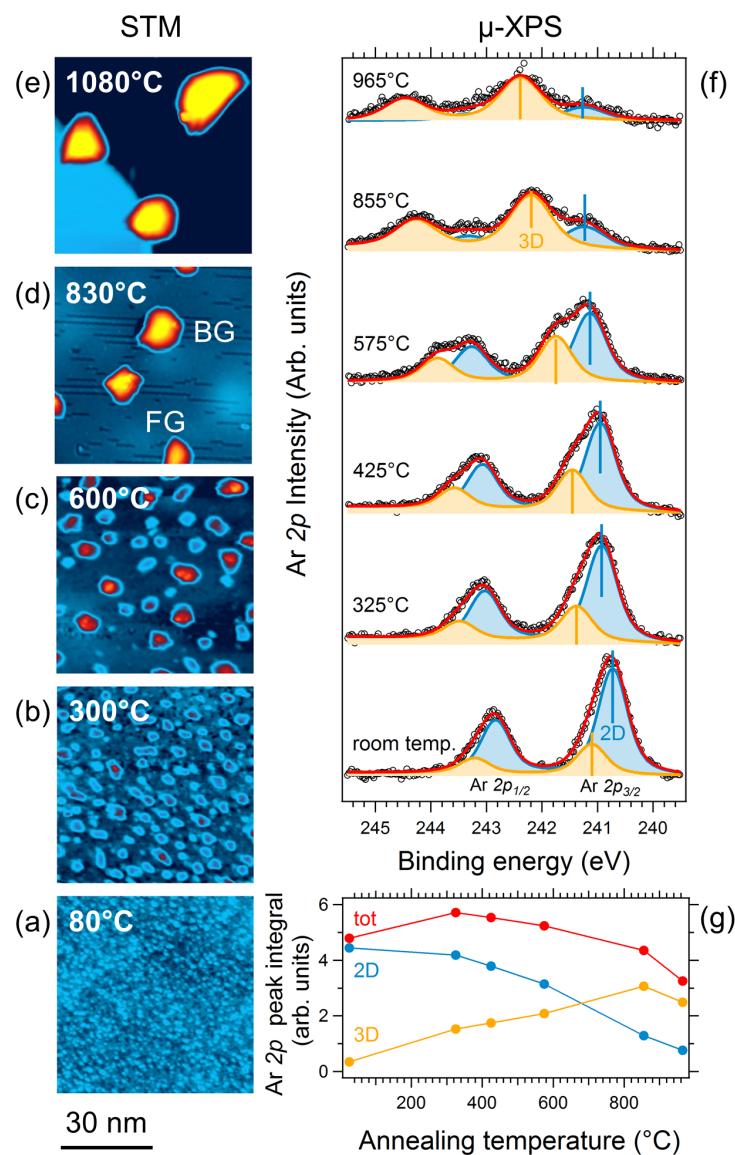 STM
μ-XPS
(e)
1080°C
(d)
830°C
BG
FG
(c)
600°C
(b)
300°C
(a)
80°C
30 nm
(f)
965°C
855°C
3D
575°C
425°C
325°C
room temp.
2D
Ar 2p1/2
Ar 2p3/2
Ar 2p Intensity (Arb. units)
245 244 243 242 241 240
Binding energy (eV)
(g)
6
4
2
0
tot
2D
3D
Ar 2p peak integral
(arb. units)
200 400 600 800
Annealing temperature (°C)